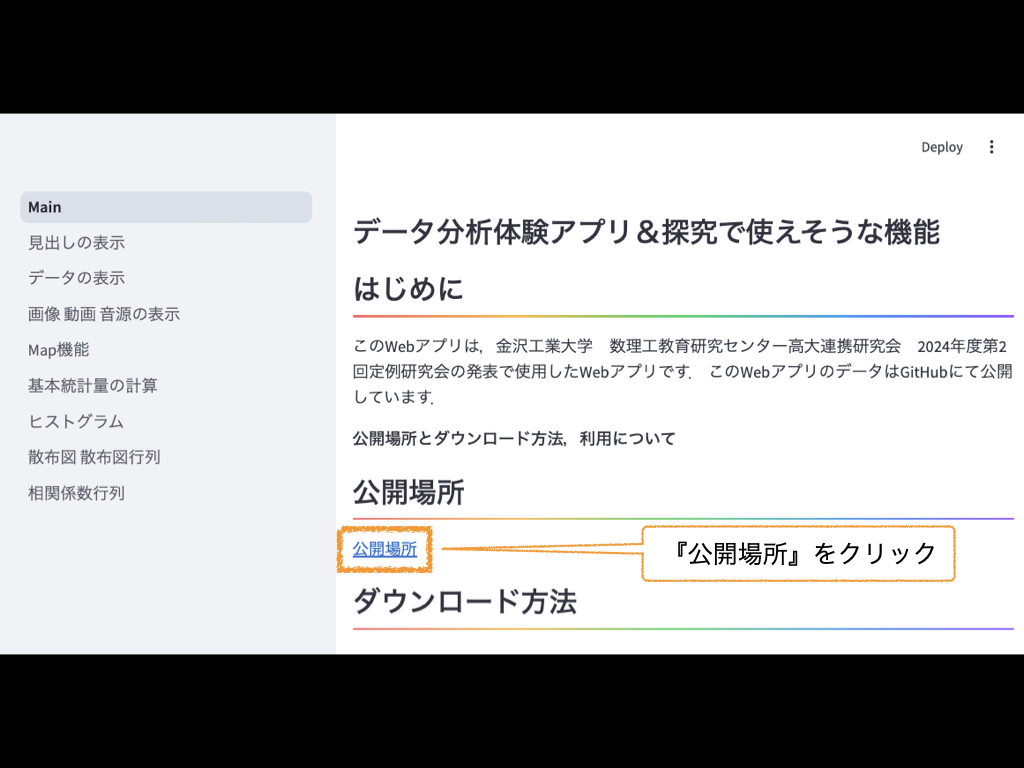 Deploy
Main
見出しの表示
データの表示
画像 動画 音源の表示
Map機能
基本統計量の計算
ヒストグラム
散布図 散布図行列
相関係数行列
データ分析体験アプリ＆探究で使えそうな機能
はじめに
このWebアプリは，金沢工業大学　数理工教育研究センター高大連携研究会　2024年度第2
回定例研究会の発表で使用したWebアプリです． このWebアプリのデータはGitHubにて公開
しています．
公開場所とダウンロード方法，利用について
公開場所
公開場所
『公開場所』をクリック
ダウンロード方法